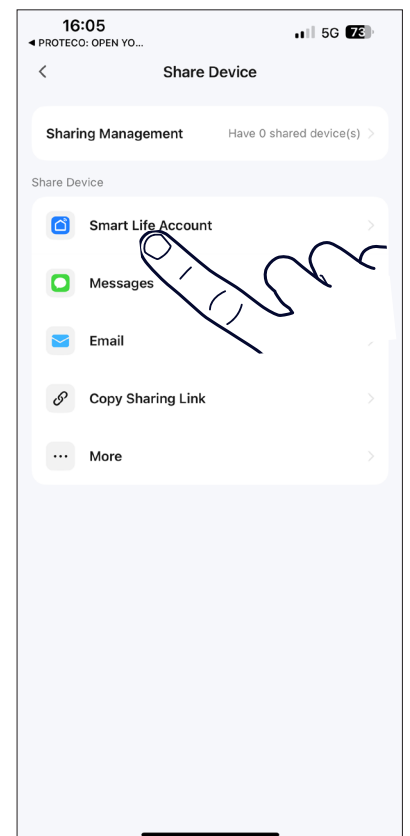 16:05
5G 73
◀ PROTECO: OPEN YO...
Share Device
Sharing Management Have 0 shared device(s)
Share Device
Smart Life Account
Messages
Email
Copy Sharing Link
More